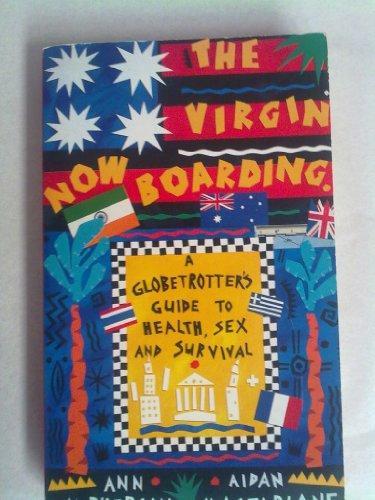 THE
VIRGIN
NOW BOARDING.
A
GLOBETROTTER'S
GUIDE TO
HEALTH, SEX
AND SURVIVAL
ANN AIDAN